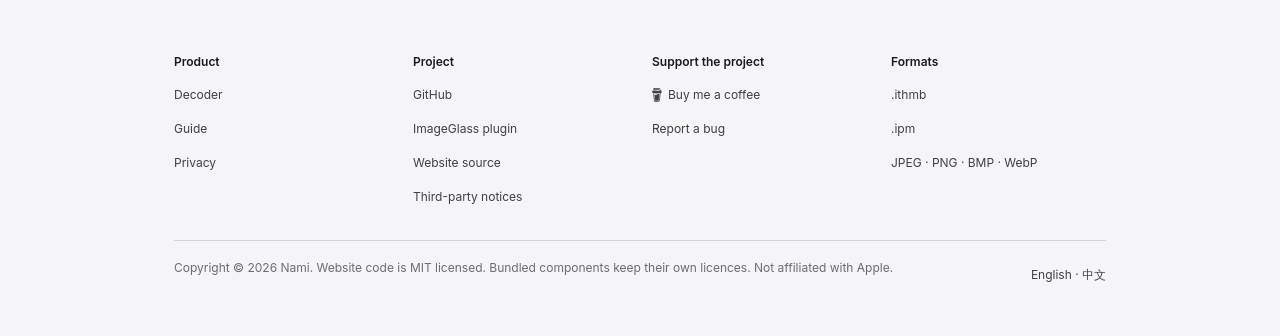 Product
Decoder
Guide
Privacy
Project
GitHub
ImageGlass plugin
Website source
Third-party notices
Support the project
Buy me a coffee
Report a bug
Formats
.ithmb
.ipm
JPEG · PNG · BMP · WebP
Copyright © 2026 Nami. Website code is MIT licensed. Bundled components keep their own licences. Not affiliated with Apple.
English · 中文